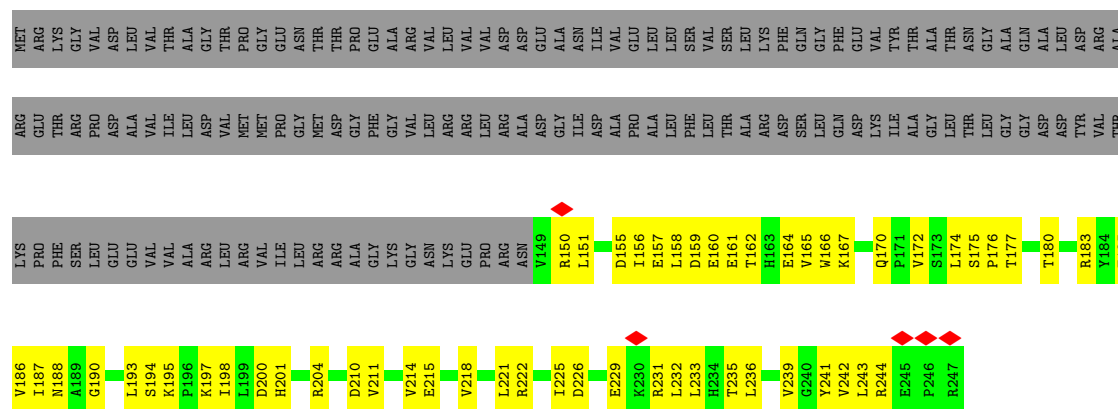 MET ARG LYS GLY VAL ASP LEU VAL THR ALA GLY THR PRO GLY GLU ASN THR THR PRO GLU ALA ARG VAL LEU VAL VAL ASP ASP GLU ALA ASN ILE VAL GLU LEU LEU SER VAL SER LEU LYS PHE GLN GLY PHE GLU VAL TYR THR ALA THR ASN GLY ALA GLN ALA LEU ASP ARG ALA
ARG GLU THR ARG PRO ASP ALA VAL ILE LEU ASP VAL MET MET PRO GLY MET ASP GLY PHE GLY VAL LEU ARG ARG LEU ARG ALA ASP GLY ILE ASP ALA PRO ALA LEU PHE LEU THR ALA ARG ASP SER LEU GLN ASP LYS ILE ALA GLY LEU THR LEU GLY GLY ASP ASP TYR VAL THR
LYS PRO PHE SER LEU GLU GLU VAL VAL ALA ARG LEU ARG VAL ILE LEU ARG ARG ALA GLY LYS GLY ASN LYS GLU PRO ARG ASN V149 R150 L151 D155 I156 E157 L158 D159 E160 E161 T162 H163 E164 V165 W166 K167 Q170 P171 V172 S173 L174 S175 P176 T177 T180 R183 Y184
V186 I187 N188 A189 G190 L193 S194 K195 P196 K197 I198 L199 D200 H201 R204 D210 V211 V214 E215 V218 L221 R222 I225 D226 E229 K230 R231 L232 L233 H234 T235 L236 V239 G240 Y241 V242 L243 R244 E245 P246 R247